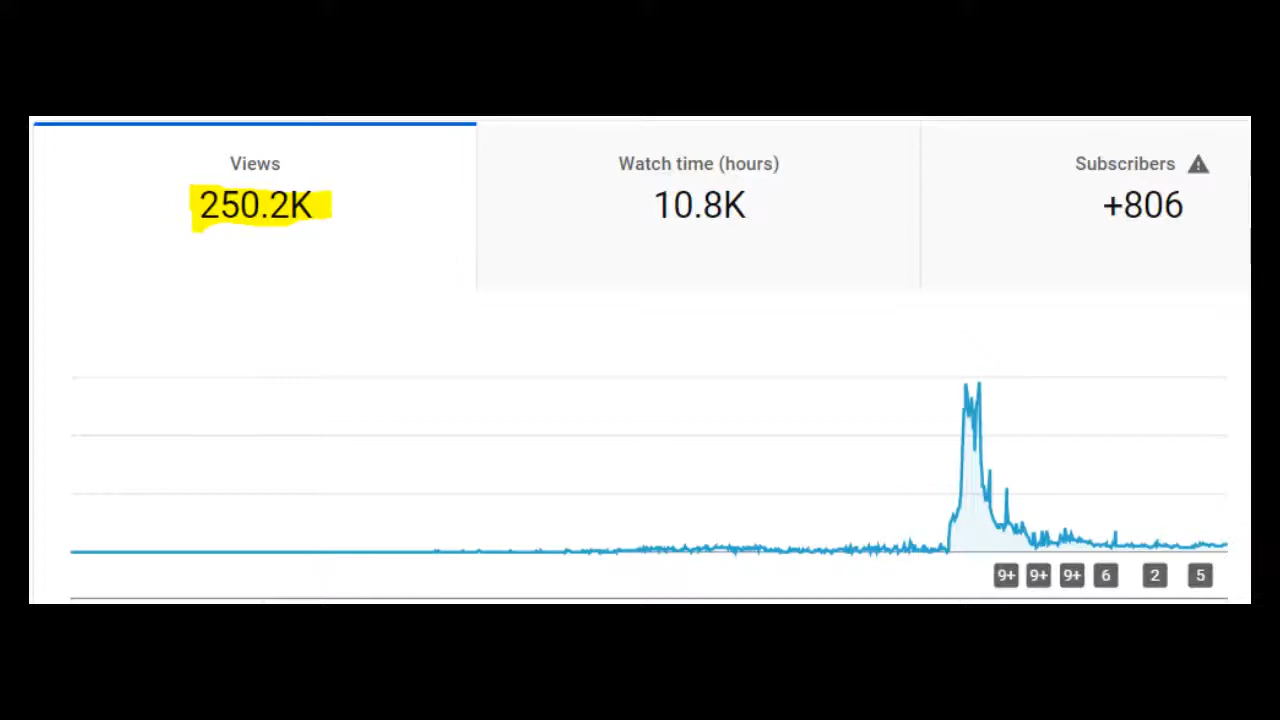 Views
Watch time (hours)
Subscribers
250.2K
10.8K
+806
9+ 9+ 9+ 6 2 5